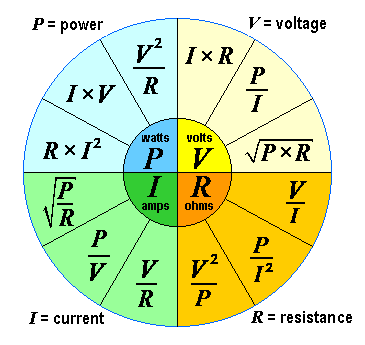 P = power
V = voltage
V²/R
I × R
I × V
P/I
R × I²
√(P × R)
watts
volts
P
V
I
R
amps
ohms
√(P/R)
V/I
P/V
P/I²
V/R
V²/P
I = current
R = resistance